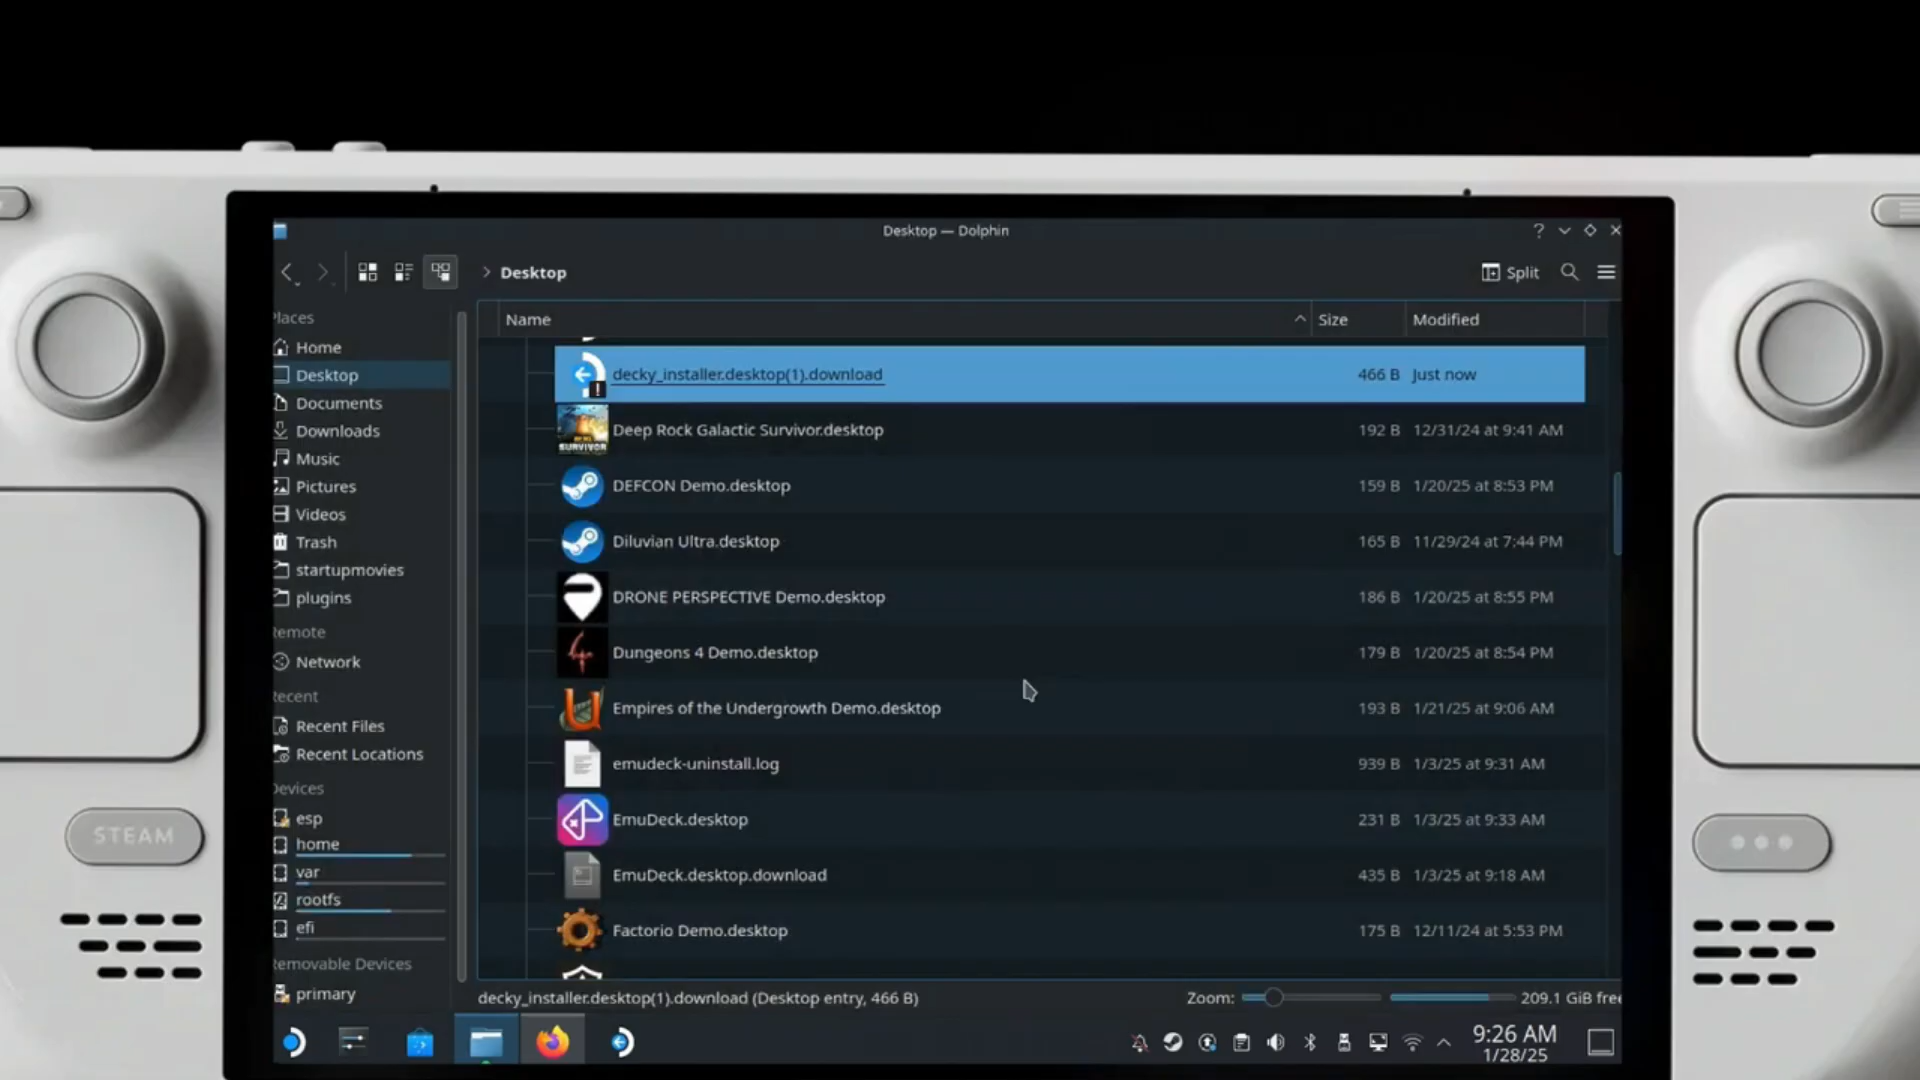 Desktop — Dolphin
?
Desktop
Split
Places
Home
Desktop
Documents
Downloads
Music
Pictures
Videos
Trash
startupmovies
plugins
Remote
Network
Recent
Recent Files
Recent Locations
Devices
esp
home
var
rootfs
efi
Removable Devices
primary
Name Size Modified
decky_installer.desktop(1).download 466 B Just now
Deep Rock Galactic Survivor.desktop 192 B 12/31/24 at 9:41 AM
DEFCON Demo.desktop 159 B 1/20/25 at 8:53 PM
Diluvian Ultra.desktop 165 B 11/29/24 at 7:44 PM
DRONE PERSPECTIVE Demo.desktop 186 B 1/20/25 at 8:55 PM
Dungeons 4 Demo.desktop 179 B 1/20/25 at 8:54 PM
Empires of the Undergrowth Demo.desktop 193 B 1/21/25 at 9:06 AM
emudeck-uninstall.log 939 B 1/3/25 at 9:31 AM
EmuDeck.desktop 231 B 1/3/25 at 9:33 AM
EmuDeck.desktop.download 435 B 1/3/25 at 9:18 AM
Factorio Demo.desktop 175 B 12/11/24 at 5:53 PM
SURVIVOR
decky_installer.desktop(1).download (Desktop entry, 466 B) Zoom: 209.1 GiB free
9:26 AM
1/28/25
STEAM